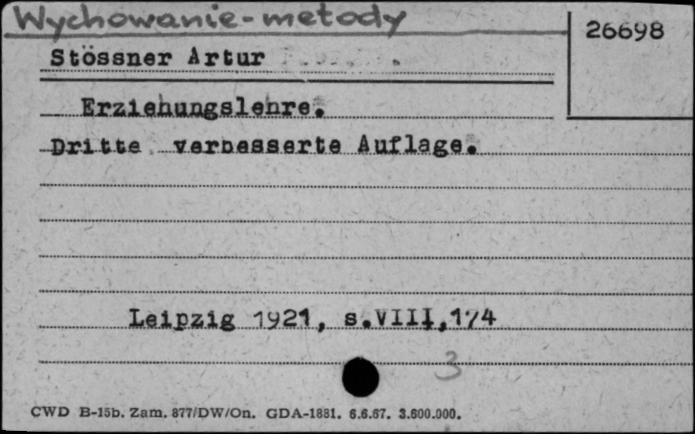 Wychowanie-metody
26698
Stössner Artur
Erziehungslehre.
Dritte verbesserte Auflage.
Leipzig 1921, s.VIII,174
3
CWD B-15b. Zam. 877/DW/On. GDA-1881. 6.6.67. 3.600.000.